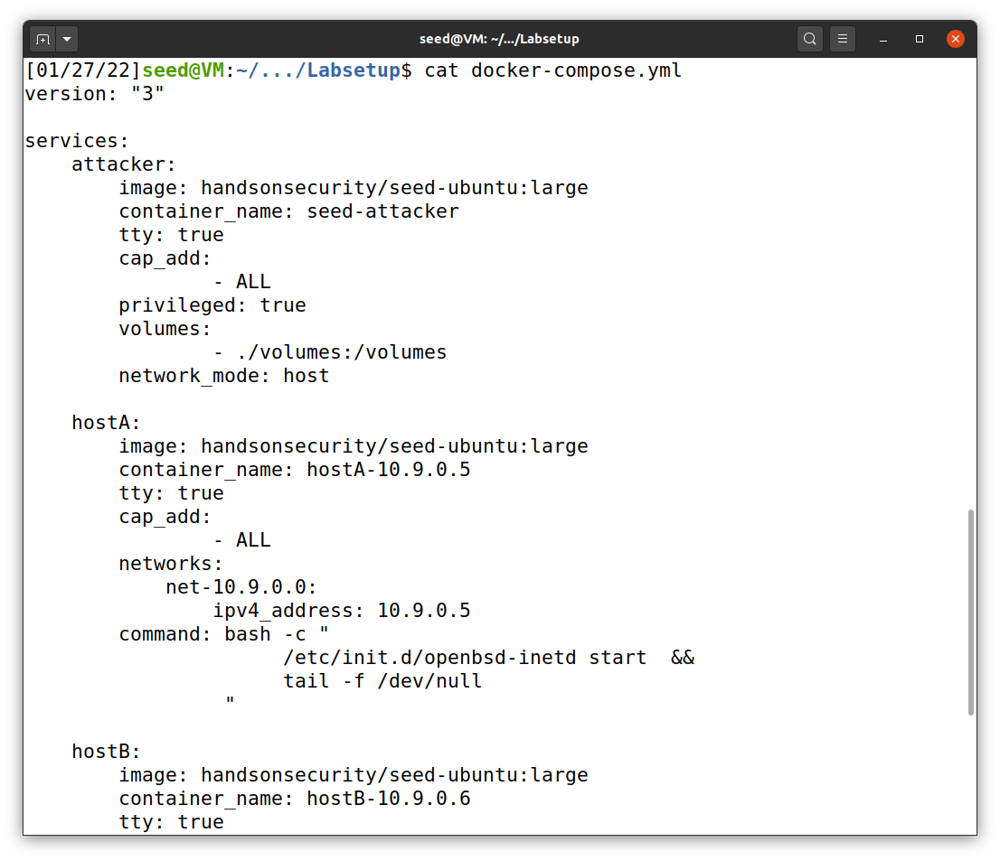 seed@VM: ~/.../Labsetup
[01/27/22]seed@VM:~/.../Labsetup$ cat docker-compose.yml
version: "3"

services:
    attacker:
        image: handsonsecurity/seed-ubuntu:large
        container_name: seed-attacker
        tty: true
        cap_add:
                - ALL
        privileged: true
        volumes:
                - ./volumes:/volumes
        network_mode: host

    hostA:
        image: handsonsecurity/seed-ubuntu:large
        container_name: hostA-10.9.0.5
        tty: true
        cap_add:
                - ALL
        networks:
            net-10.9.0.0:
                ipv4_address: 10.9.0.5
        command: bash -c "
                      /etc/init.d/openbsd-inetd start  &&
                      tail -f /dev/null
                 "

    hostB:
        image: handsonsecurity/seed-ubuntu:large
        container_name: hostB-10.9.0.6
        tty: true